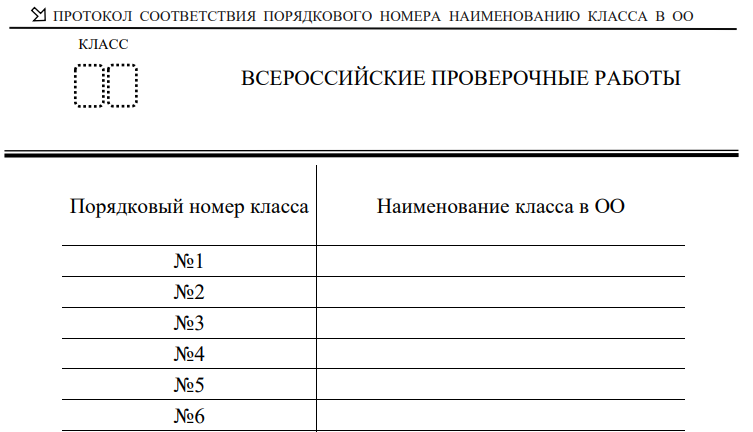 ПРОТОКОЛ СООТВЕТСТВИЯ ПОРЯДКОВОГО НОМЕРА НАИМЕНОВАНИЮ КЛАССА В ОО
КЛАСС
ВСЕРОССИЙСКИЕ ПРОВЕРОЧНЫЕ РАБОТЫ
Порядковый номер класса Наименование класса в ОО
№1
№2
№3
№4
№5
№6